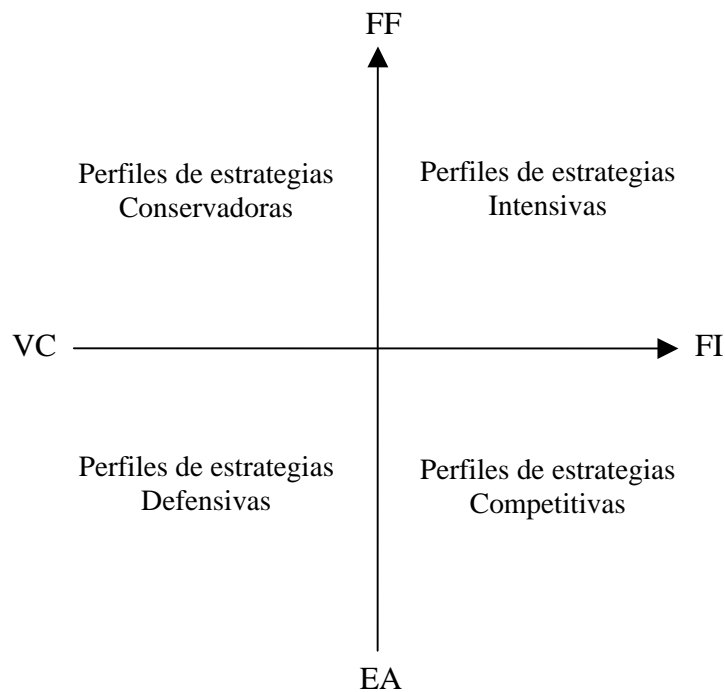 FF
Perfiles de estrategias
Conservadoras
Perfiles de estrategias
Intensivas
VC
FI
Perfiles de estrategias
Defensivas
Perfiles de estrategias
Competitivas
EA